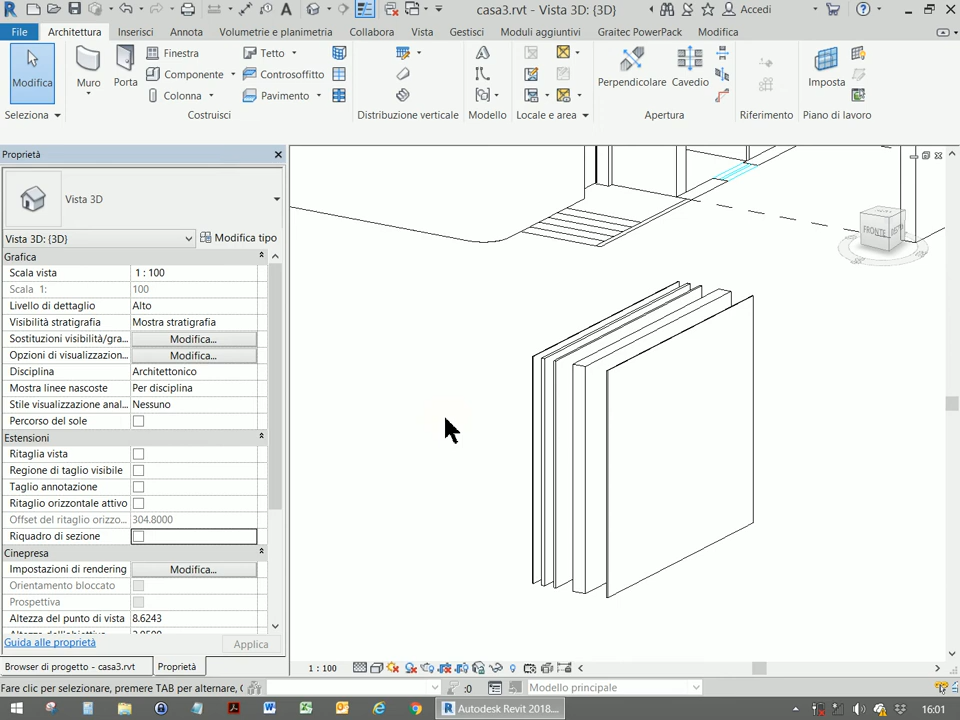 casa3.rvt - Vista 3D: {3D}
Accedi
File
Architettura
Inserisci
Annota
Volumetrie e planimetria
Collabora
Vista
Gestisci
Moduli aggiuntivi
Graitec PowerPack
Modifica
Modifica
Muro
Porta
Finestra
Componente
Colonna
Tetto
Controsoffitto
Pavimento
Perpendicolare
Cavedio
Imposta
Seleziona
Costruisci
Distribuzione verticale
Modello
Locale e area
Apertura
Riferimento
Piano di lavoro
Proprietà
Vista 3D
Vista 3D: {3D}
Modifica tipo
Grafica
Scala vista 1 : 100
Scala 1: 100
Livello di dettaglio Alto
Visibilità stratigrafia Mostra stratigrafia
Sostituzioni visibilità/gra... Modifica...
Opzioni di visualizzazion... Modifica...
Disciplina Architettonico
Mostra linee nascoste Per disciplina
Stile visualizzazione anal... Nessuno
Percorso del sole
Estensioni
Ritaglia vista
Regione di taglio visibile
Taglio annotazione
Ritaglio orizzontale attivo
Offset del ritaglio orizzo... 304.8000
Riquadro di sezione
Cinepresa
Impostazioni di rendering Modifica...
Orientamento bloccato
Prospettiva
Altezza del punto di vista 8.6243
Guida alle proprietà
Applica
Browser di progetto - casa3.rvt
Proprietà
FRONTE
1 : 100
Fare clic per selezionare, premere TAB per alternare, C
:0
Modello principale
Autodesk Revit 2018...
16:01